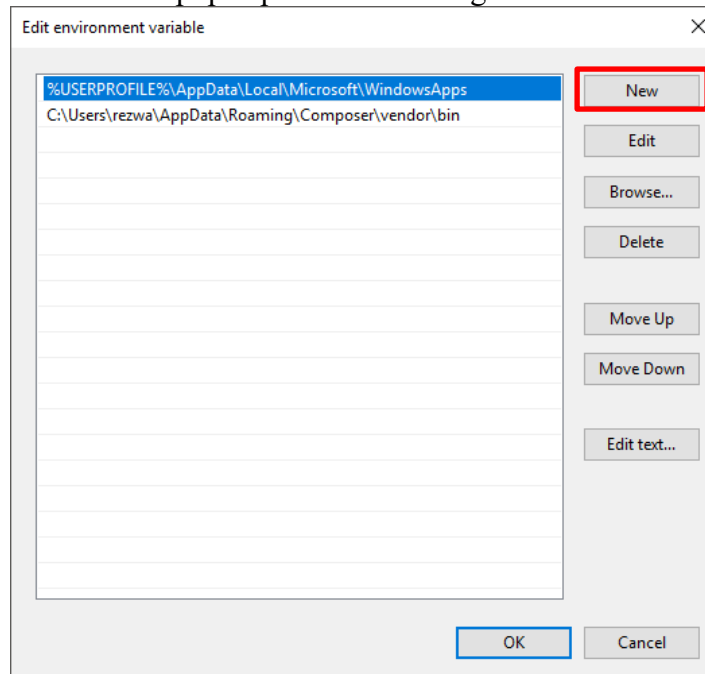 Edit environment variable
%USERPROFILE%\AppData\Local\Microsoft\WindowsApps
C:\Users\rezwa\AppData\Roaming\Composer\vendor\bin
New
Edit
Browse...
Delete
Move Up
Move Down
Edit text...
OK
Cancel